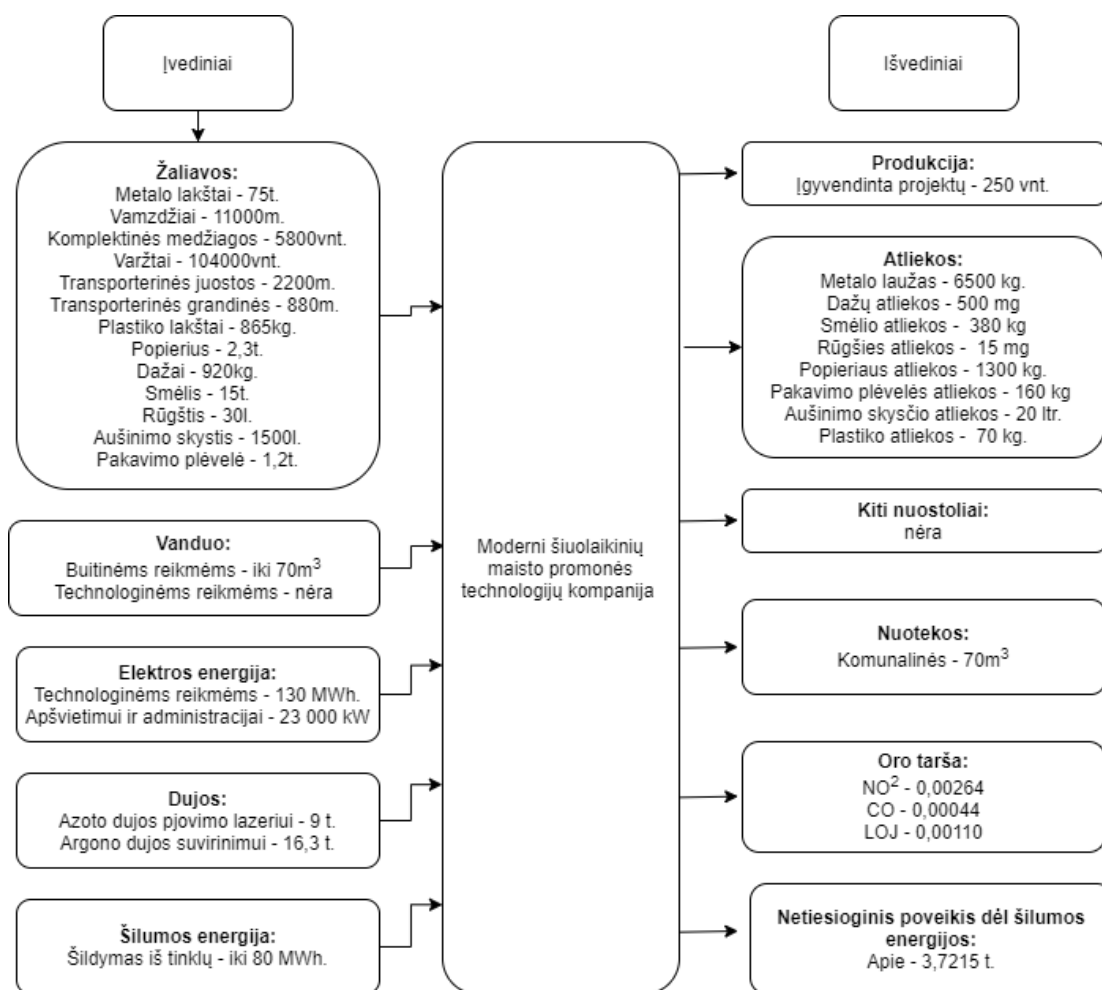 Įvediniai
Žaliavos:
Metalo lakštai - 75t.
Vamzdžiai - 11000m.
Komplektinės medžiagos - 5800vnt.
Varžtai - 104000vnt.
Transporterinės juostos - 2200m.
Transporterinės grandinės - 880m.
Plastiko lakštai - 865kg.
Popierius - 2,3t.
Dažai - 920kg.
Smėlis - 15t.
Rūgštis - 30l.
Aušinimo skystis - 1500l.
Pakavimo plėvelė - 1,2t.
Vanduo:
Buitinėms reikmėms - iki 70m³
Technologinėms reikmėms - nėra
Elektros energija:
Technologinėms reikmėms - 130 MWh.
Apšvietimui ir administracijai - 23 000 kW
Dujos:
Azoto dujos pjovimo lazeriui - 9 t.
Argono dujos suvirinimui - 16,3 t.
Šilumos energija:
Šildymas iš tinklų - iki 80 MWh.
Moderni šiuolaikinių
maisto promonės
technologijų kompanija
Išvediniai
Produkcija:
Įgyvendinta projektų - 250 vnt.
Atliekos:
Metalo laužas - 6500 kg.
Dažų atliekos - 500 mg
Smėlio atliekos - 380 kg
Rūgšies atliekos - 15 mg
Popieriaus atliekos - 1300 kg.
Pakavimo plėvelės atliekos - 160 kg
Aušinimo skysčio atliekos - 20 ltr.
Plastiko atliekos - 70 kg.
Kiti nuostoliai:
nėra
Nuotekos:
Komunalinės - 70m³
Oro tarša:
NO² - 0,00264
CO - 0,00044
LOJ - 0,00110
Netiesioginis poveikis dėl šilumos
energijos:
Apie - 3,7215 t.